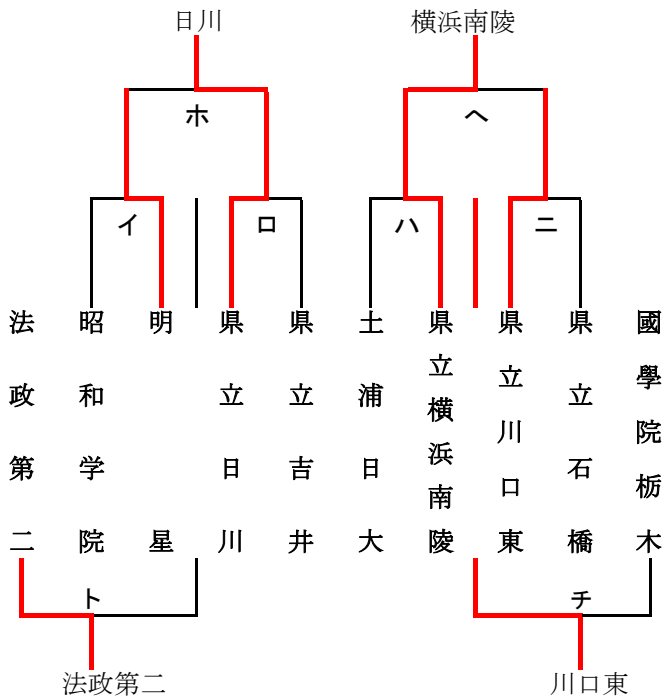 日川
横浜南陵
ホ
ヘ
イ
ロ
ハ
ニ
法政第二
昭和学院
明星
県立日川
県立吉井
土浦日大
県立横浜南陵
県立川口東
県立石橋
國學院栃木
ト
チ
法政第二
川口東